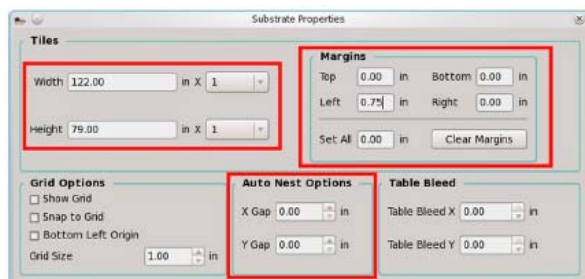 Substrate Properties
Tiles
Width 122.00 in X 1
Height 79.00 in X 1
Margins
Top 0.00 in Bottom 0.00 in
Left 0.75 in Right 0.00 in
Set All 0.00 in Clear Margins
Grid Options
Show Grid
Snap to Grid
Bottom Left Origin
Grid Size 1.00 in
Auto Nest Options
X Gap 0.00 in
Y Gap 0.00 in
Table Bleed
Table Bleed X 0.00 in
Table Bleed Y 0.00 in